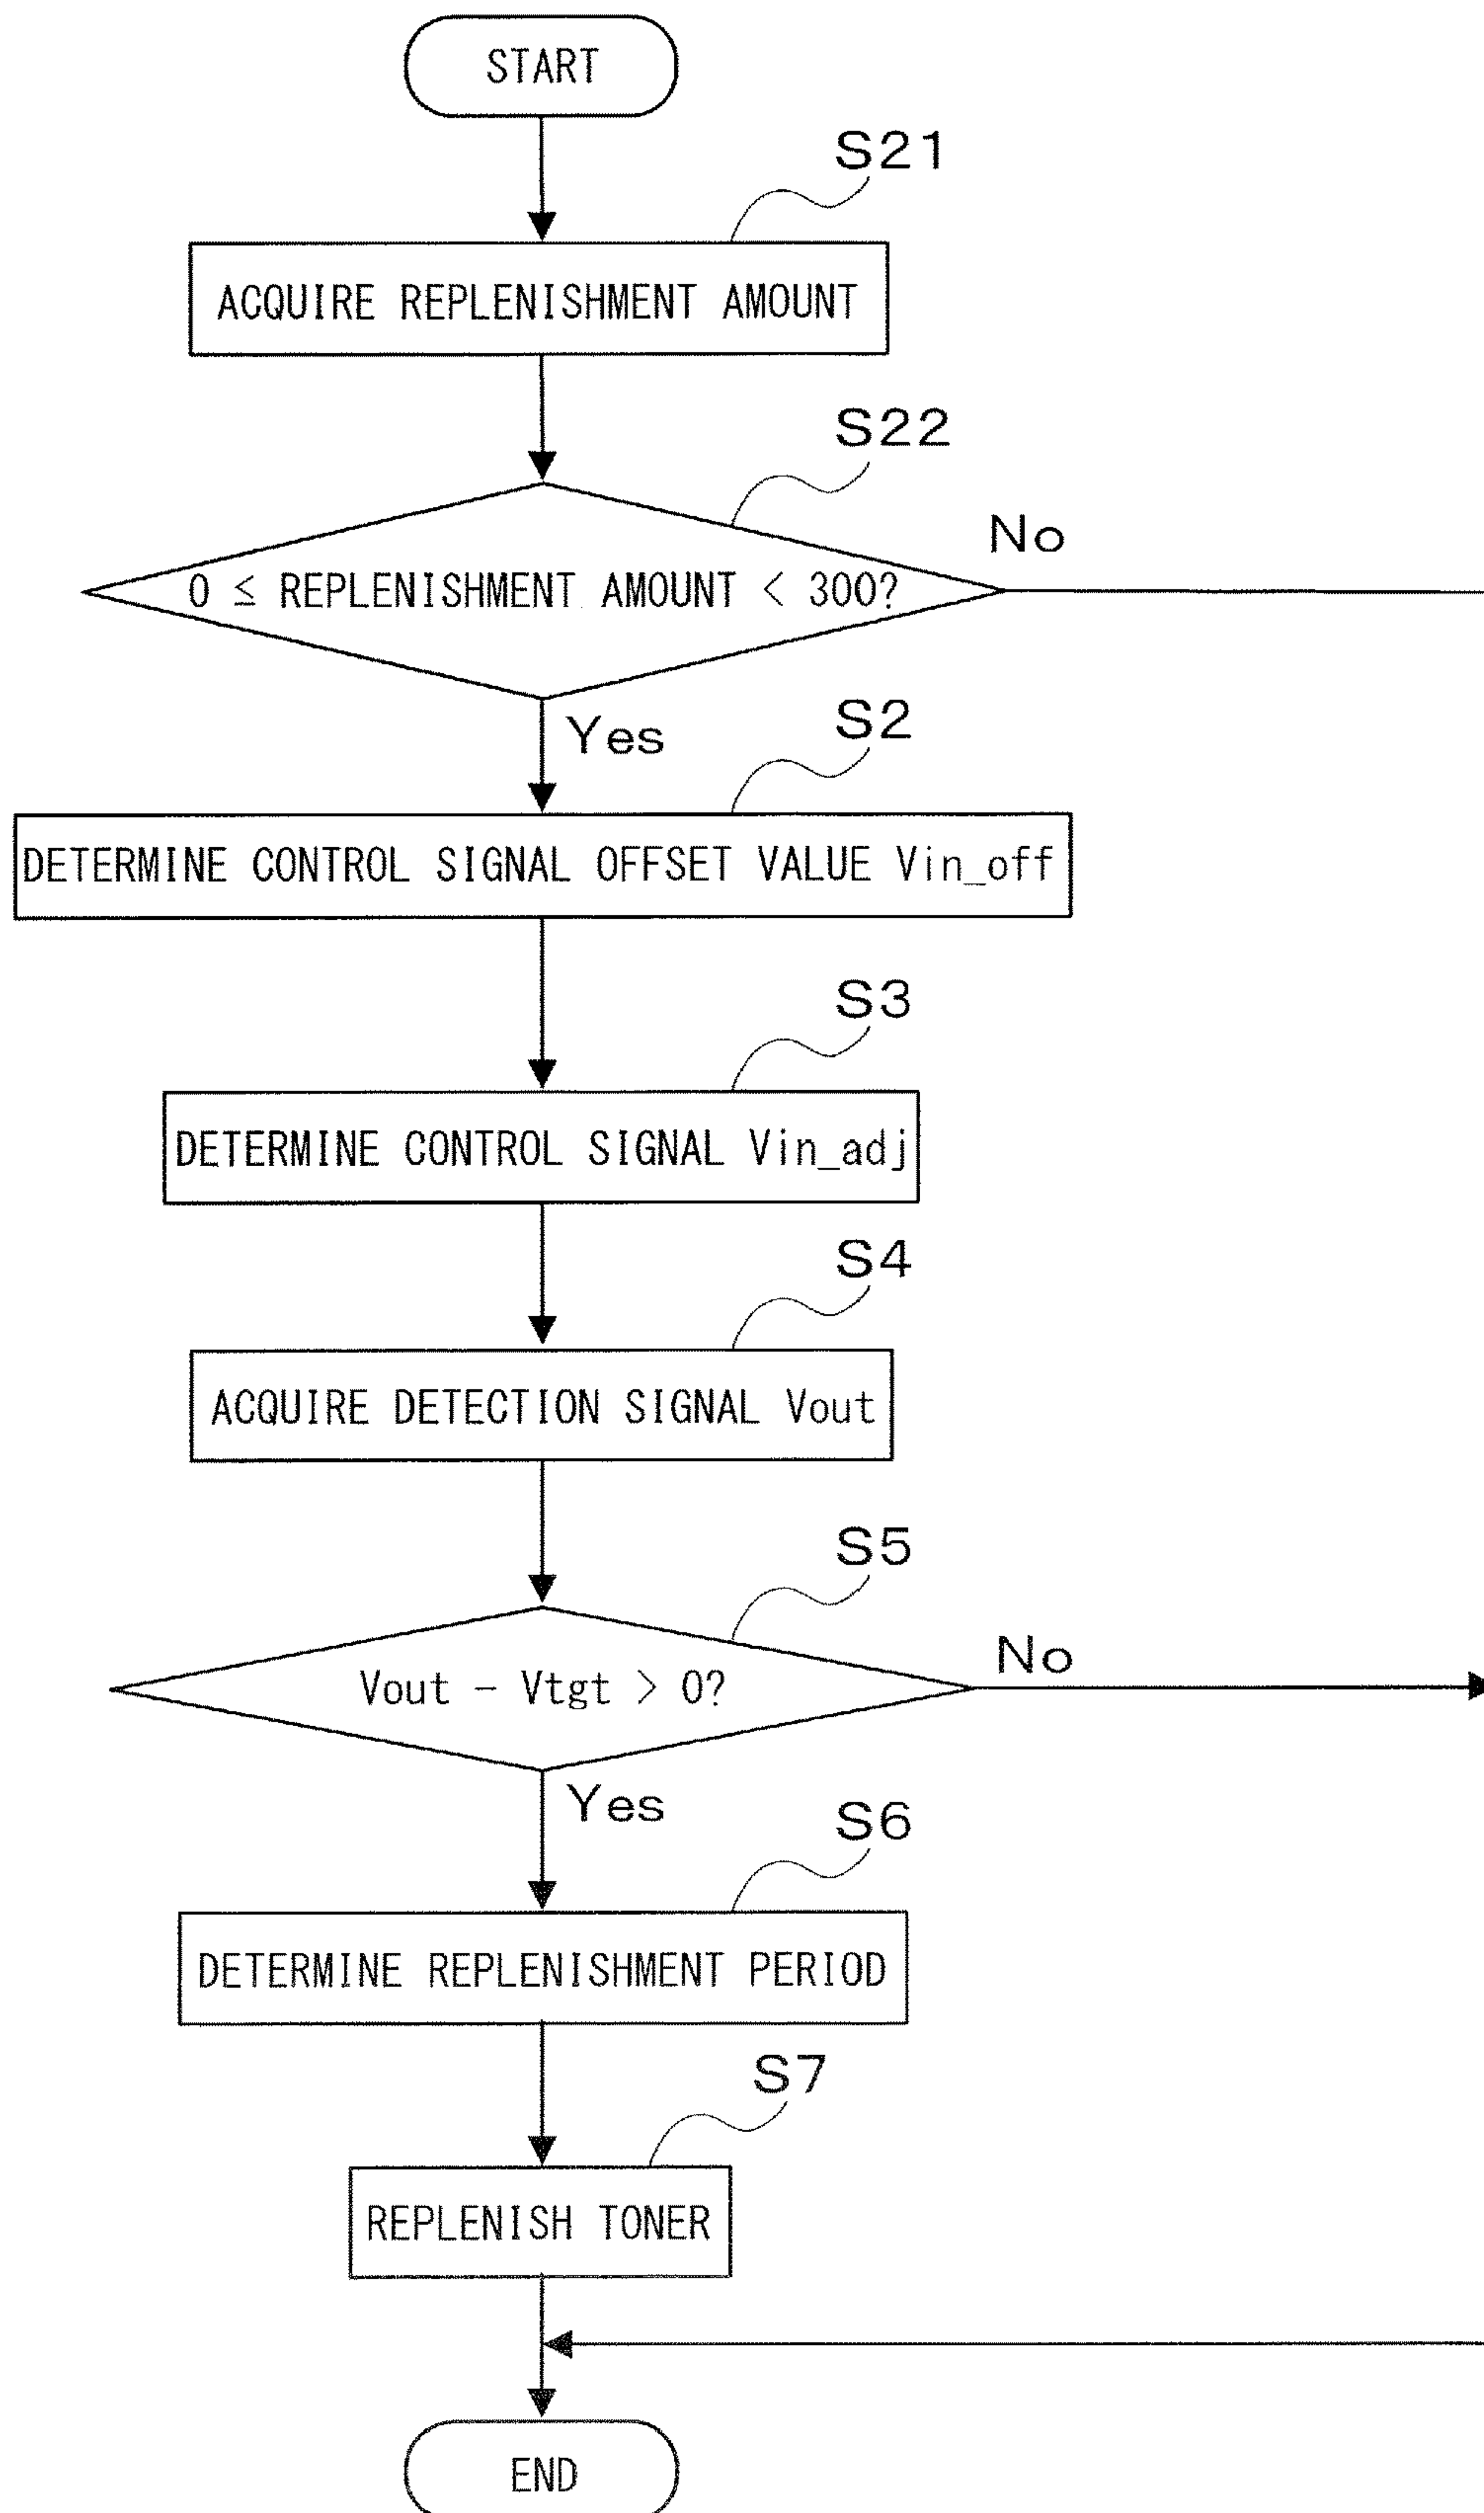 START
S21
ACQUIRE REPLENISHMENT AMOUNT
S22
No
0 ≤ REPLENISHMENT AMOUNT < 300?
Yes
S2
DETERMINE CONTROL SIGNAL OFFSET VALUE Vin_off
S3
DETERMINE CONTROL SIGNAL Vin_adj
S4
ACQUIRE DETECTION SIGNAL Vout
S5
No
Vout - Vtgt > 0?
Yes
S6
DETERMINE REPLENISHMENT PERIOD
S7
REPLENISH TONER
END